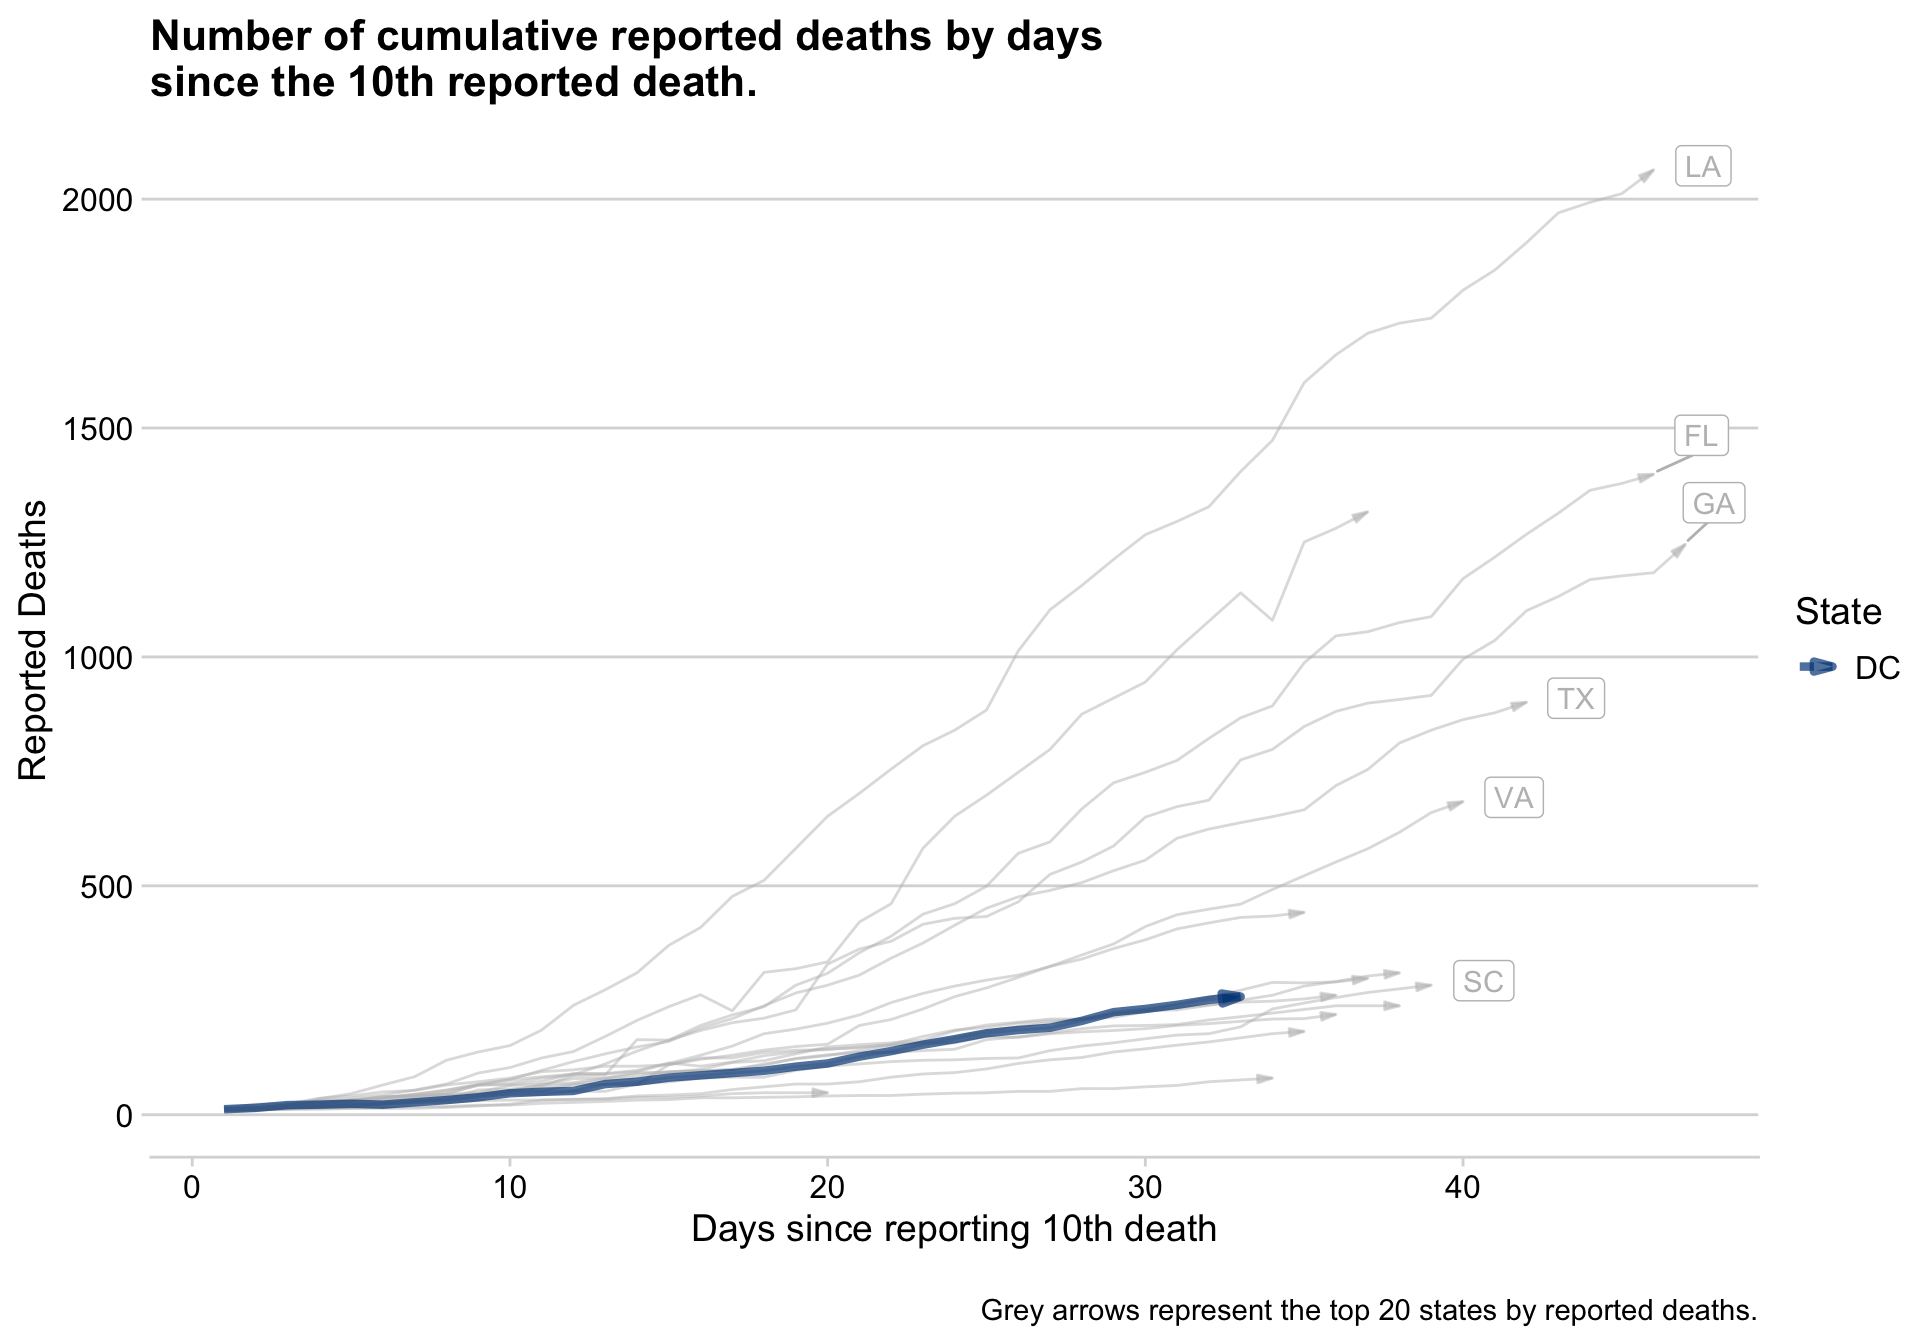 Number of cumulative reported deaths by days
since the 10th reported death.
LA
2000
FL
1500
GA
Reported Deaths
State
DC
1000
TX
VA
500
SC
0
0 10 20 30 40
Days since reporting 10th death
Grey arrows represent the top 20 states by reported deaths.